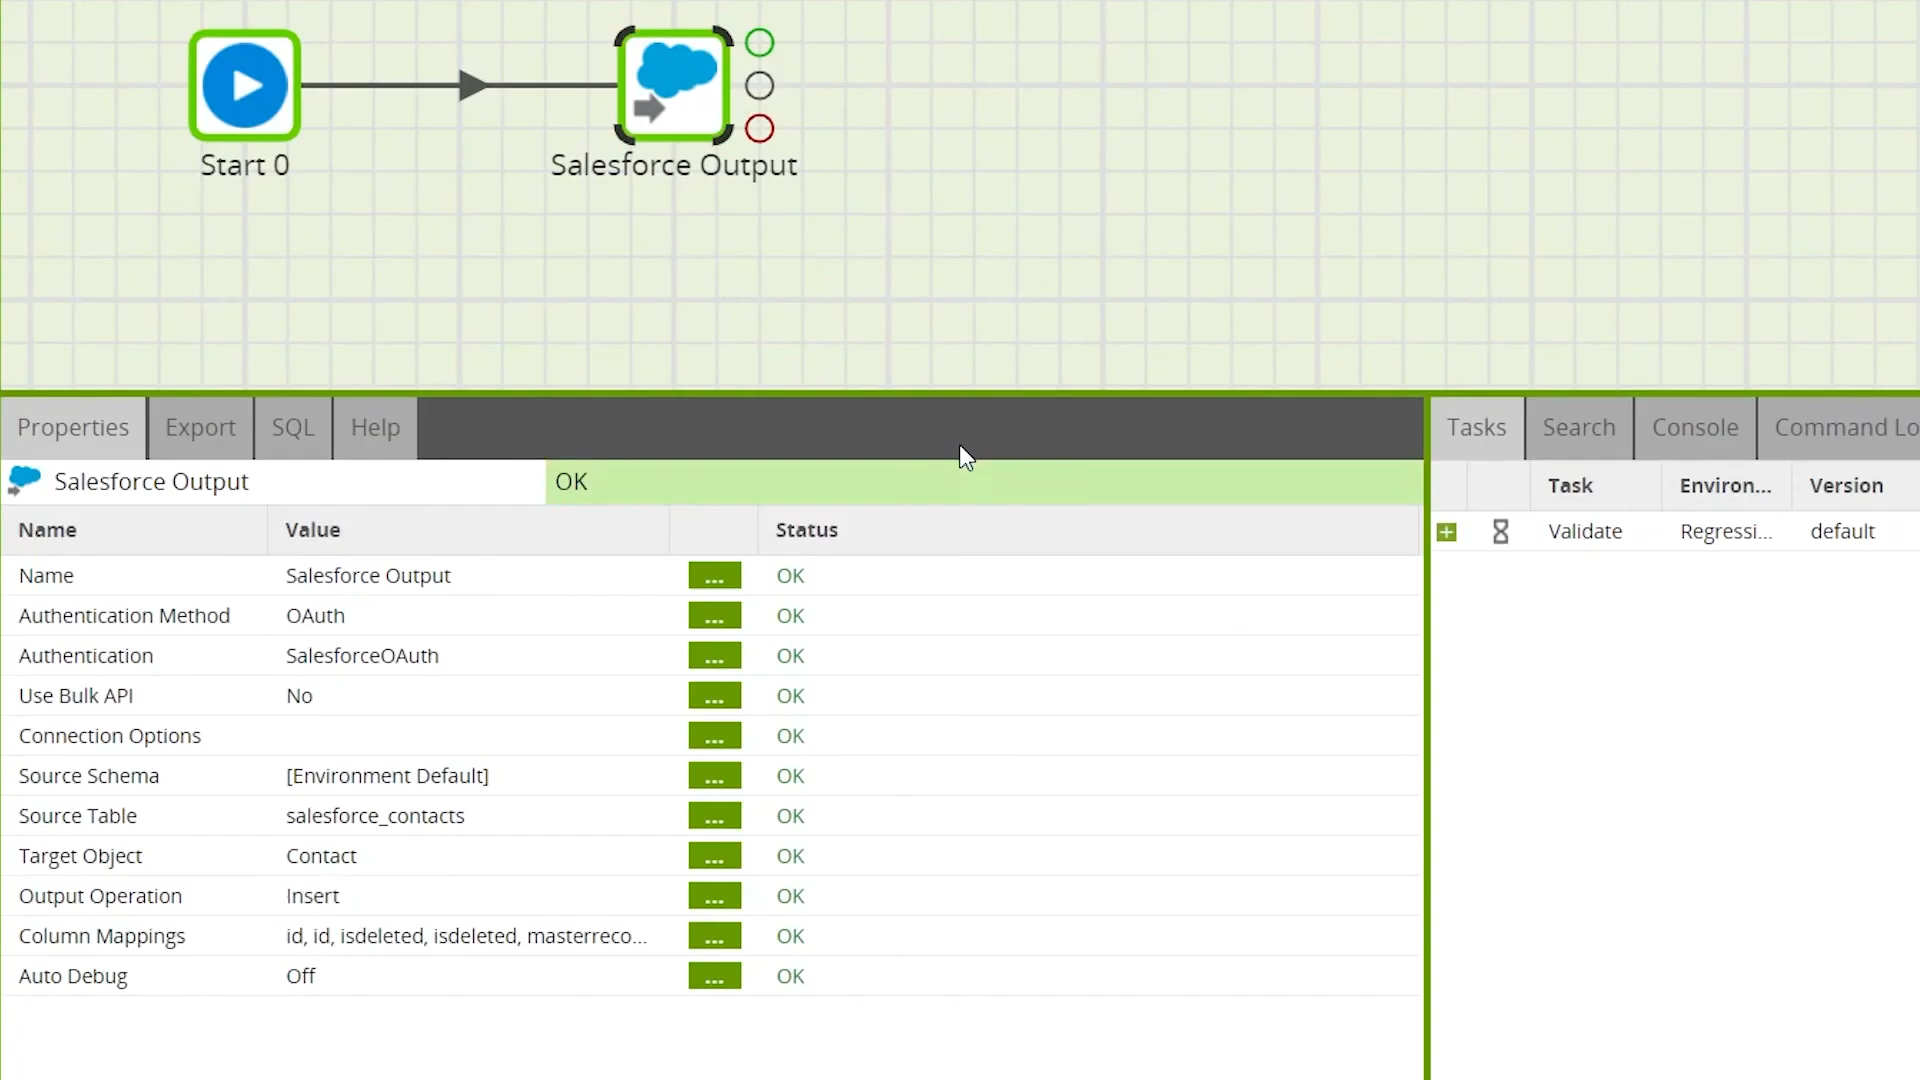 Start 0
Salesforce Output
Properties
Export
SQL
Help
Salesforce Output
OK
Name Value Status
Name Salesforce Output ... OK
Authentication Method OAuth ... OK
Authentication SalesforceOAuth ... OK
Use Bulk API No ... OK
Connection Options ... OK
Source Schema [Environment Default] ... OK
Source Table salesforce_contacts ... OK
Target Object Contact ... OK
Output Operation Insert ... OK
Column Mappings id, id, isdeleted, isdeleted, masterreco... ... OK
Auto Debug Off ... OK
Tasks
Search
Console
Command Lo
Task Environ... Version
Validate Regressi... default